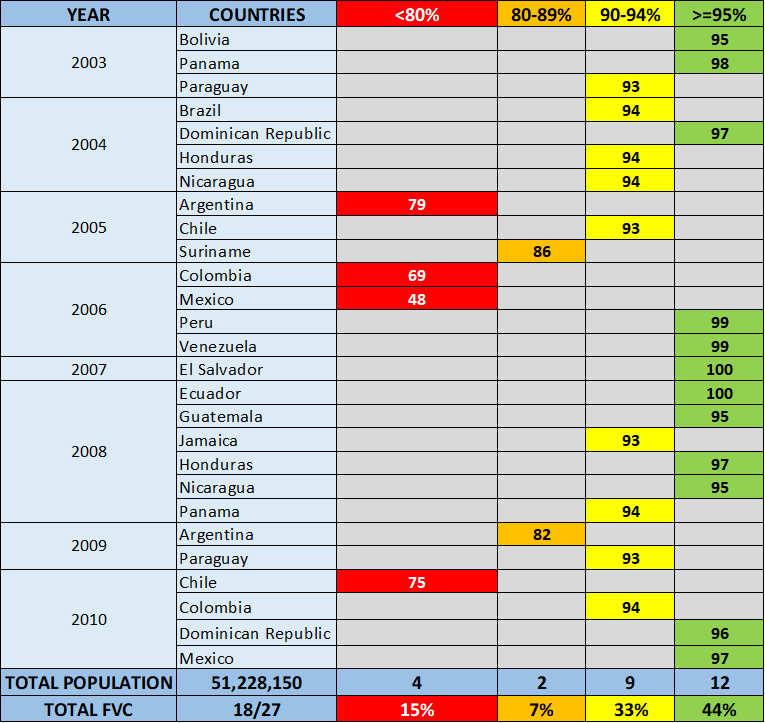 YEAR COUNTRIES <80% 80-89% 90-94% >=95%
2003
Bolivia 95
Panama 98
Paraguay 93
2004
Brazil 94
Dominican Republic 97
Honduras 94
Nicaragua 94
2005
Argentina 79
Chile 93
Suriname 86
2006
Colombia 69
Mexico 48
Peru 99
Venezuela 99
2007 El Salvador 100
2008
Ecuador 100
Guatemala 95
Jamaica 93
Honduras 97
Nicaragua 95
Panama 94
2009
Argentina 82
Paraguay 93
2010
Chile 75
Colombia 94
Dominican Republic 96
Mexico 97
TOTAL POPULATION 51,228,150 4 2 9 12
TOTAL FVC 18/27 15% 7% 33% 44%